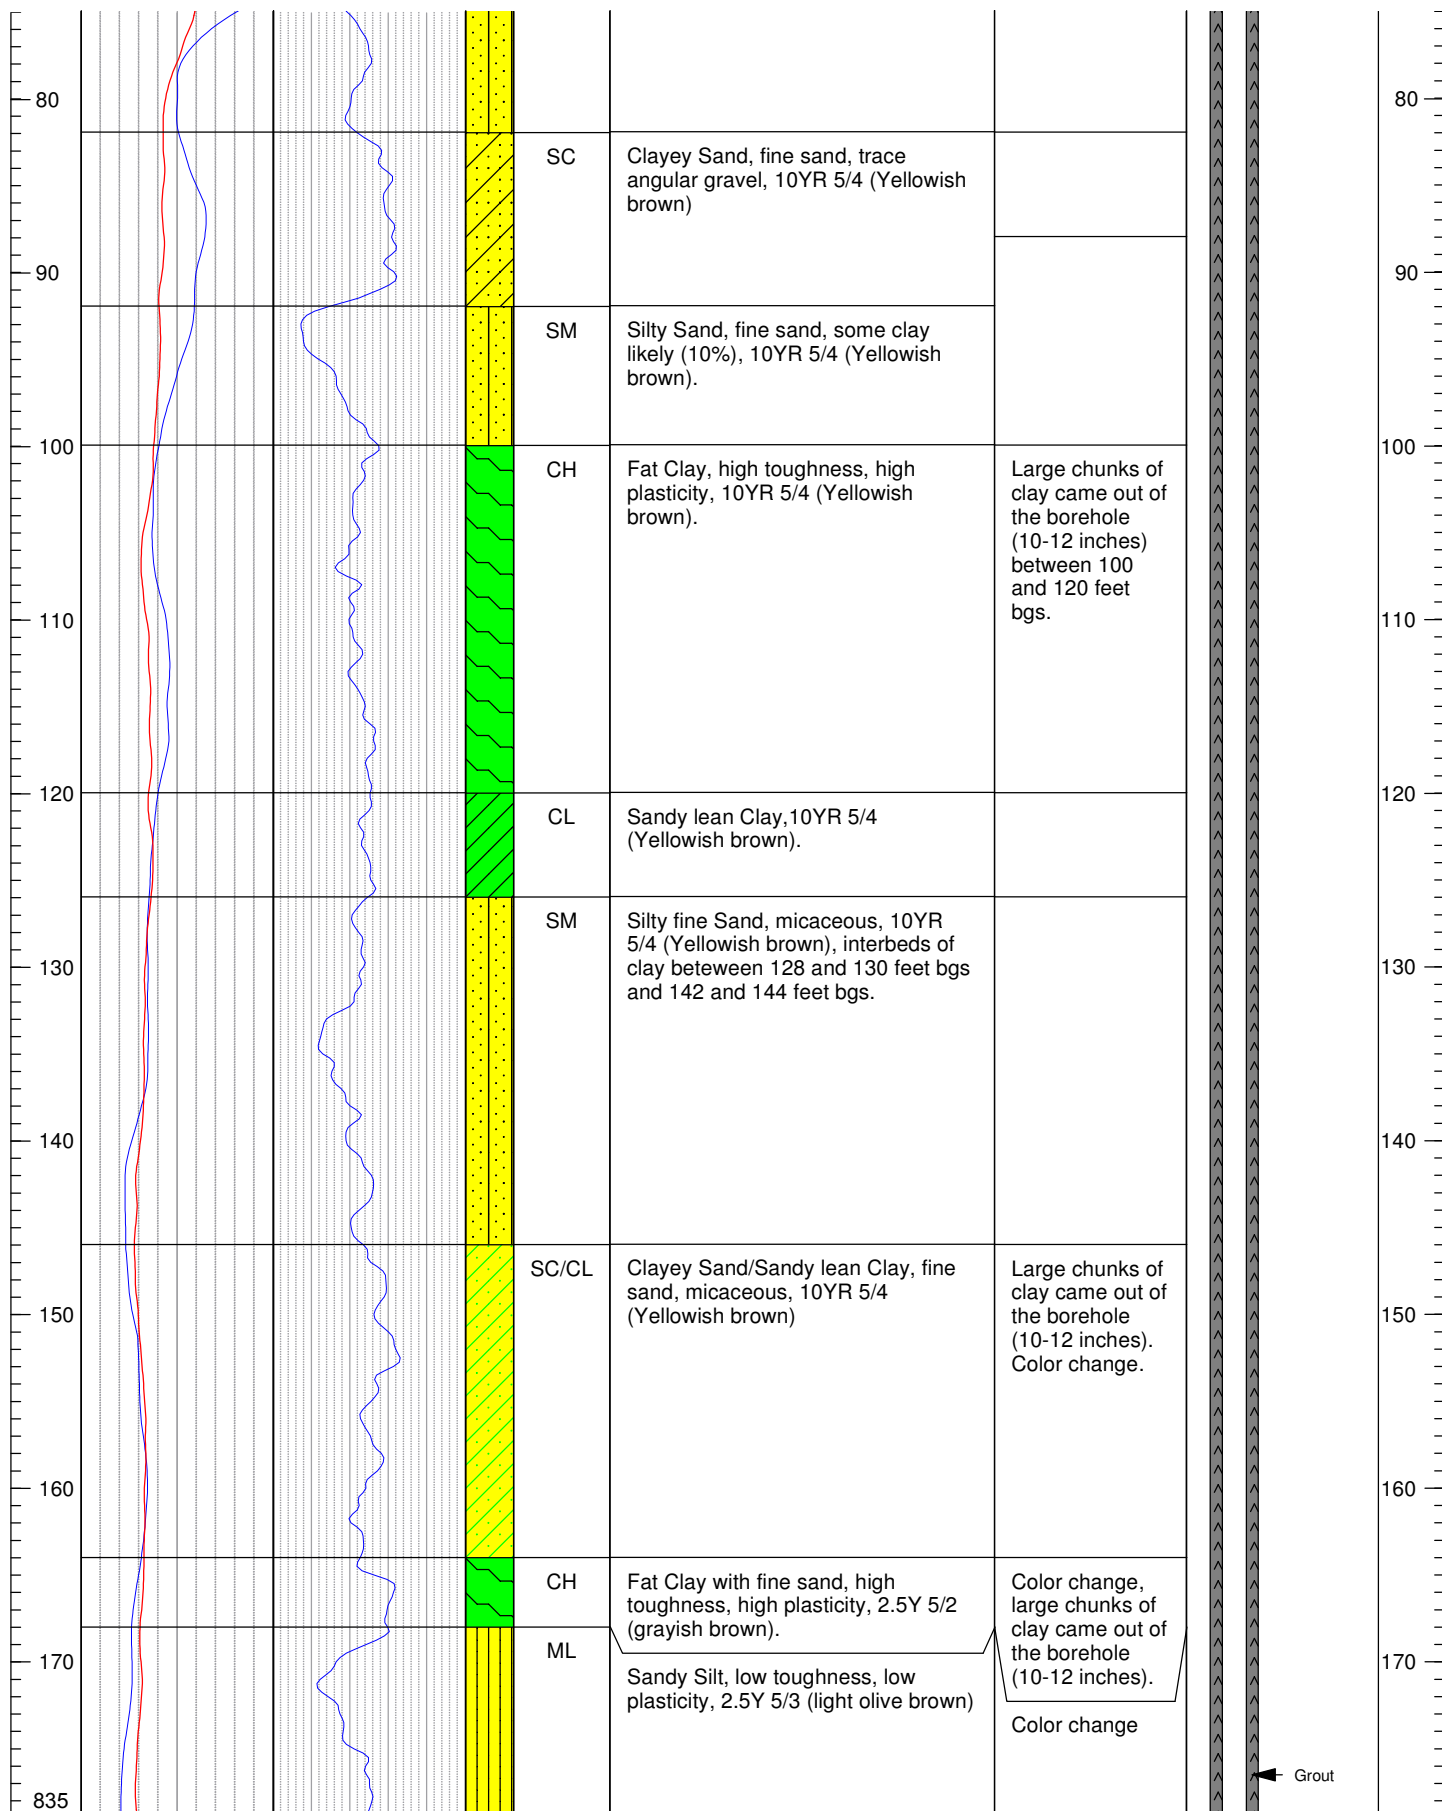 80
80
SC
Clayey Sand, fine sand, trace
angular gravel, 10YR 5/4 (Yellowish
brown)
90
90
SM
Silty Sand, fine sand, some clay
likely (10%), 10YR 5/4 (Yellowish
brown).
100
100
CH
Fat Clay, high toughness, high
plasticity, 10YR 5/4 (Yellowish
brown).
Large chunks of
clay came out of
the borehole
(10-12 inches)
between 100
and 120 feet
bgs.
110
110
120
120
CL
Sandy lean Clay,10YR 5/4
(Yellowish brown).
SM
Silty fine Sand, micaceous, 10YR
5/4 (Yellowish brown), interbeds of
clay beteween 128 and 130 feet bgs
and 142 and 144 feet bgs.
130
130
140
140
SC/CL
Clayey Sand/Sandy lean Clay, fine
sand, micaceous, 10YR 5/4
(Yellowish brown)
Large chunks of
clay came out of
the borehole
(10-12 inches).
Color change.
150
150
160
160
CH
Fat Clay with fine sand, high
toughness, high plasticity, 2.5Y 5/2
(grayish brown).
Color change,
large chunks of
clay came out of
the borehole
(10-12 inches).
170
170
ML
Sandy Silt, low toughness, low
plasticity, 2.5Y 5/3 (light olive brown)
Color change
Grout
835